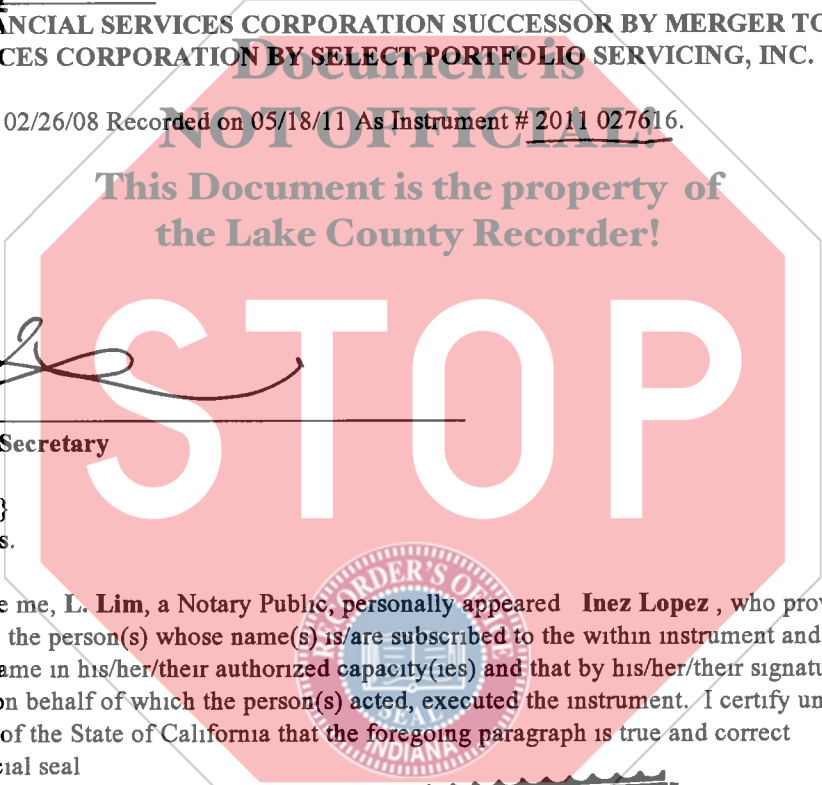 ANCIAL SERVICES CORPORATION SUCCESSOR BY MERGER TO
CES CORPORATION BY SELECT PORTFOLIO SERVICING, INC.
Document is
02/26/08 Recorded on 05/18/11 As Instrument # 2011 027616.
NOT OFFICIAL!
This Document is the property of
the Lake County Recorder!
STOP
Secretary
}
s.
e me, L. Lim, a Notary Public, personally appeared Inez Lopez , who prov
the person(s) whose name(s) is/are subscribed to the within instrument and
ame in his/her/their authorized capacity(ies) and that by his/her/their signatu
on behalf of which the person(s) acted, executed the instrument. I certify un
of the State of California that the foregoing paragraph is true and correct
cial seal
RECORDER'S OF
SEAL
INDIANA